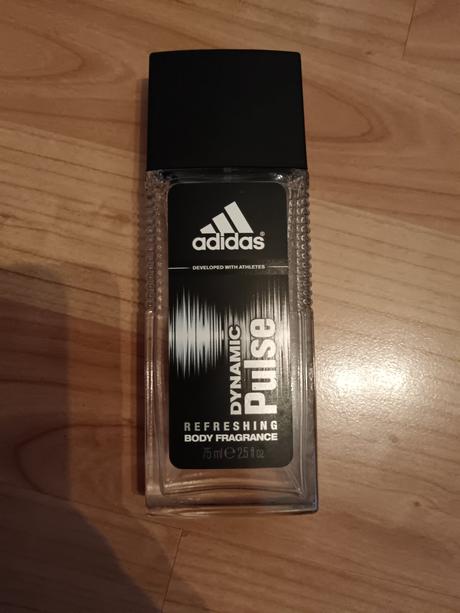 adidas®
DEVELOPED WITH ATHLETES
DYNAMIC
Pulse
REFRESHING
BODY FRAGRANCE
75 ml ℮ 2.5 fl oz